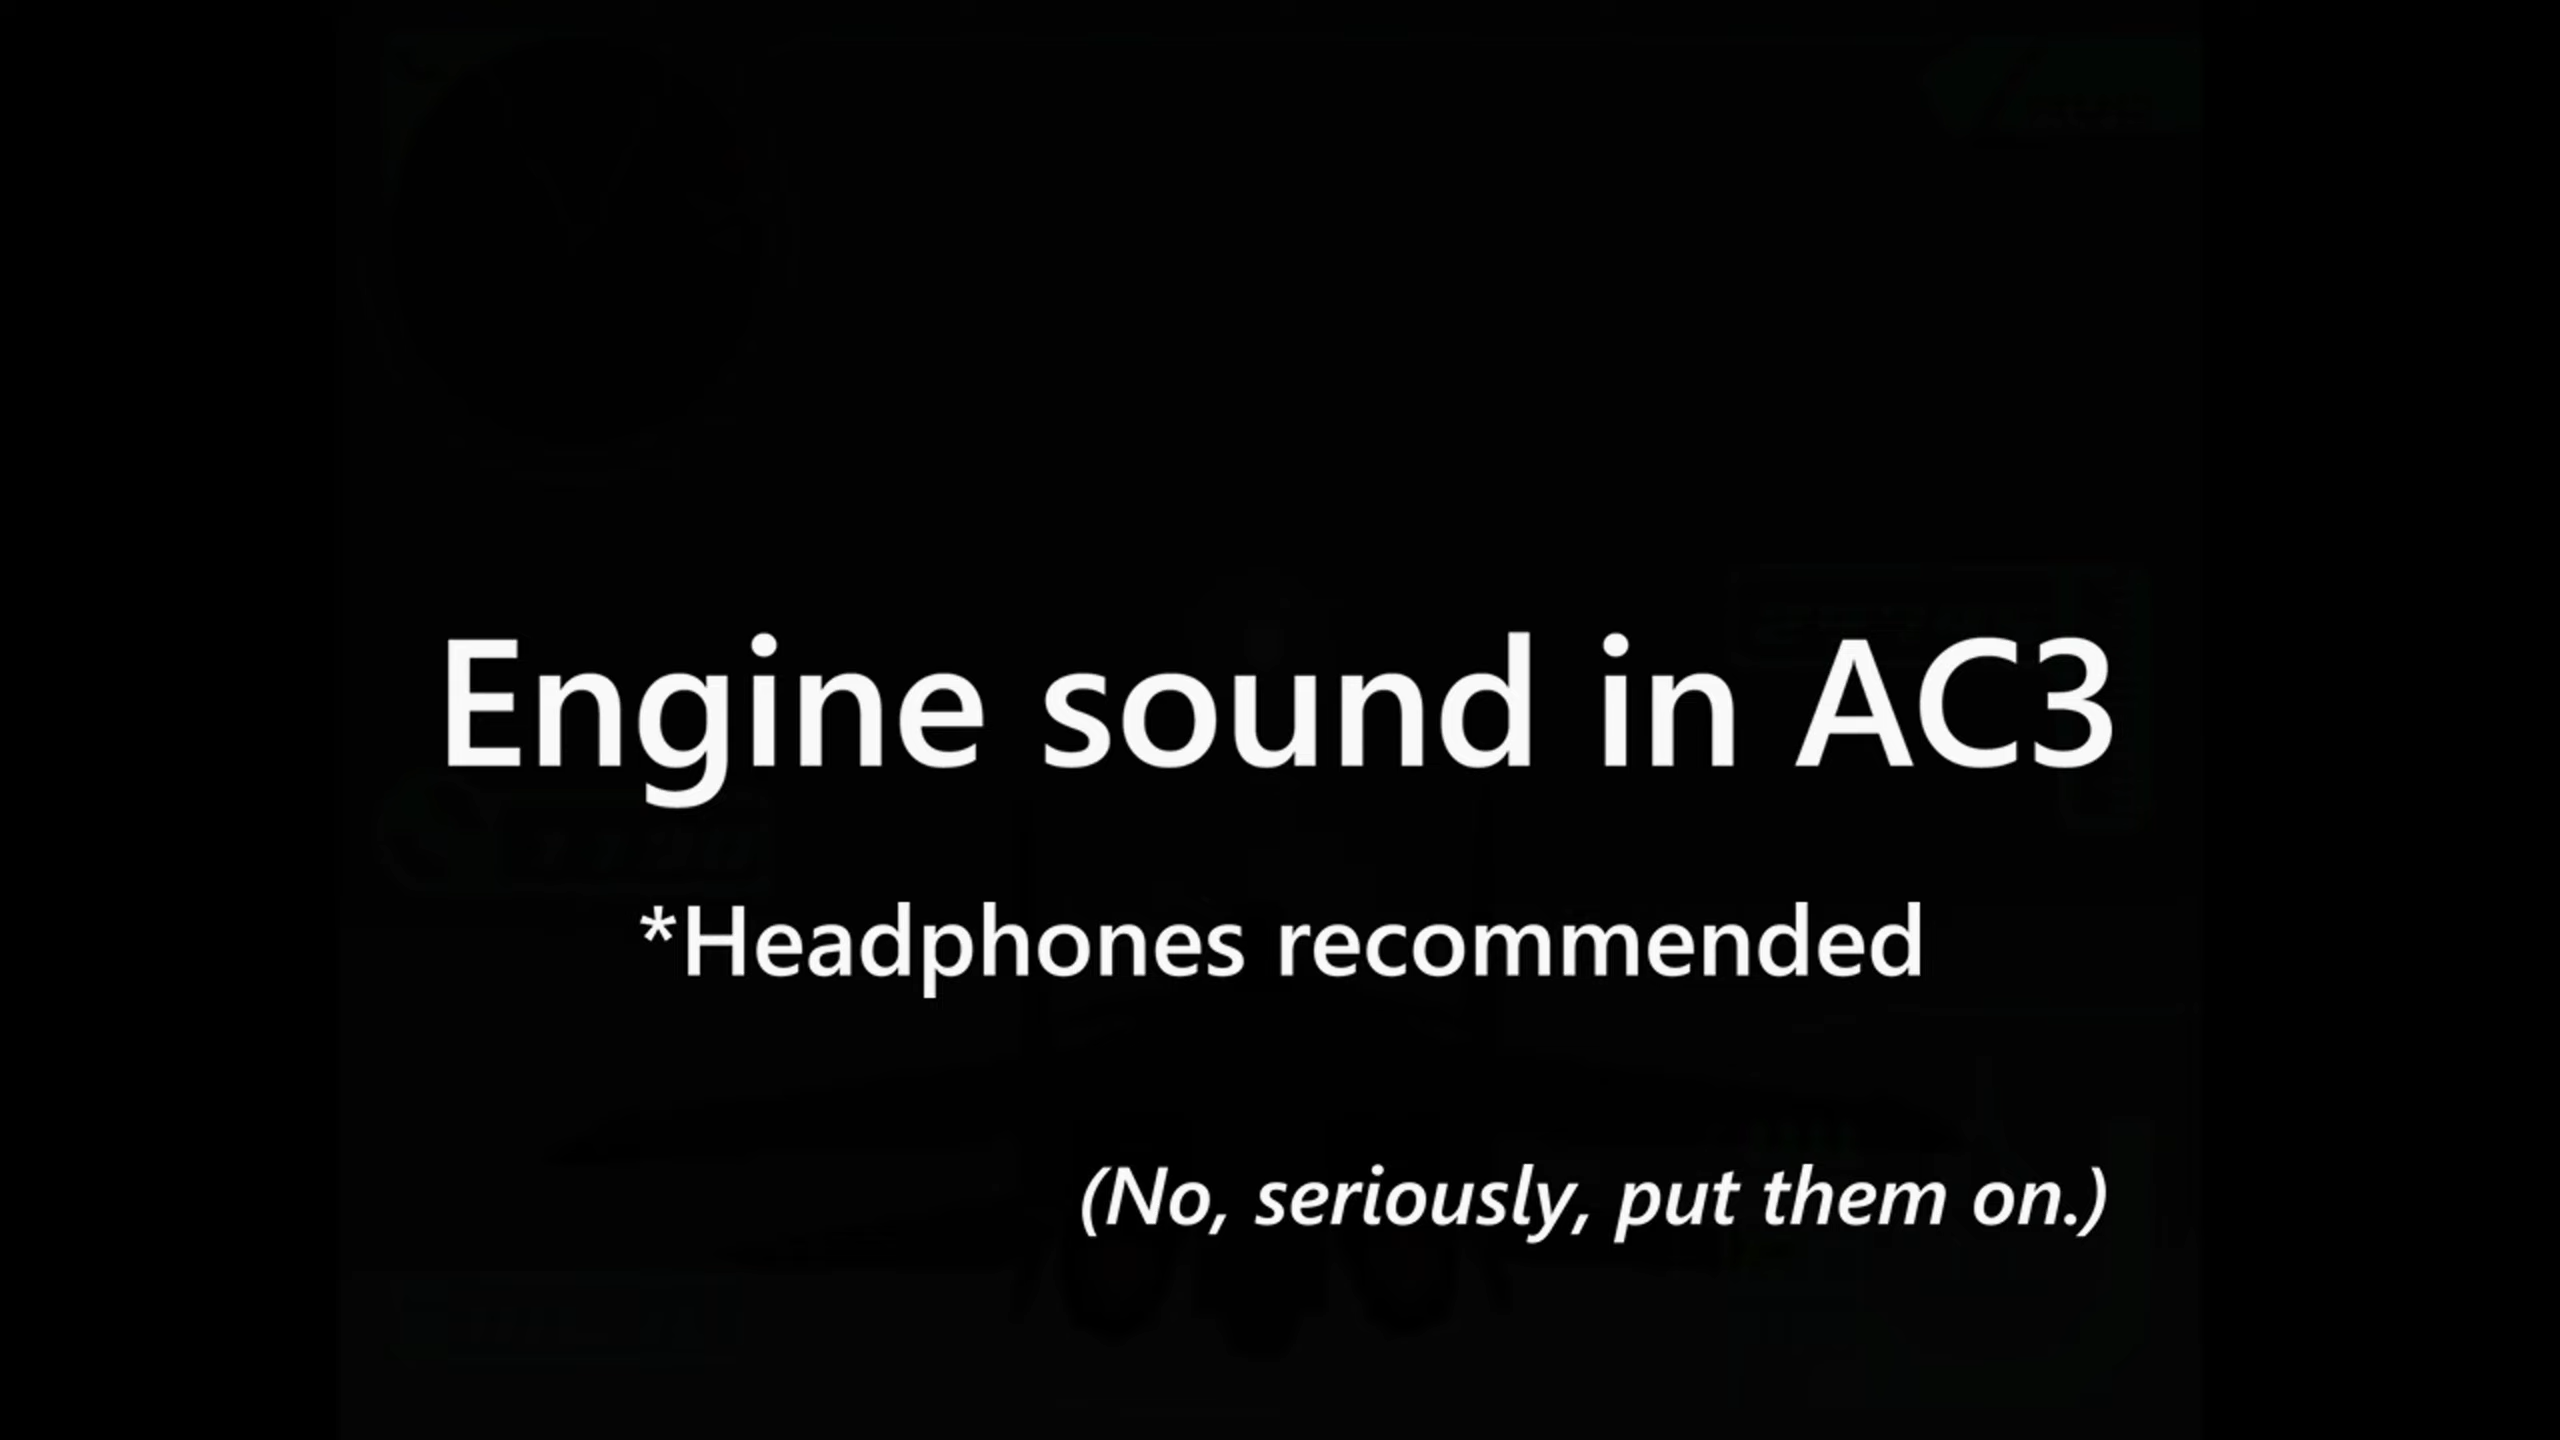 Engine sound in AC3
*Headphones recommended
(No, seriously, put them on.)